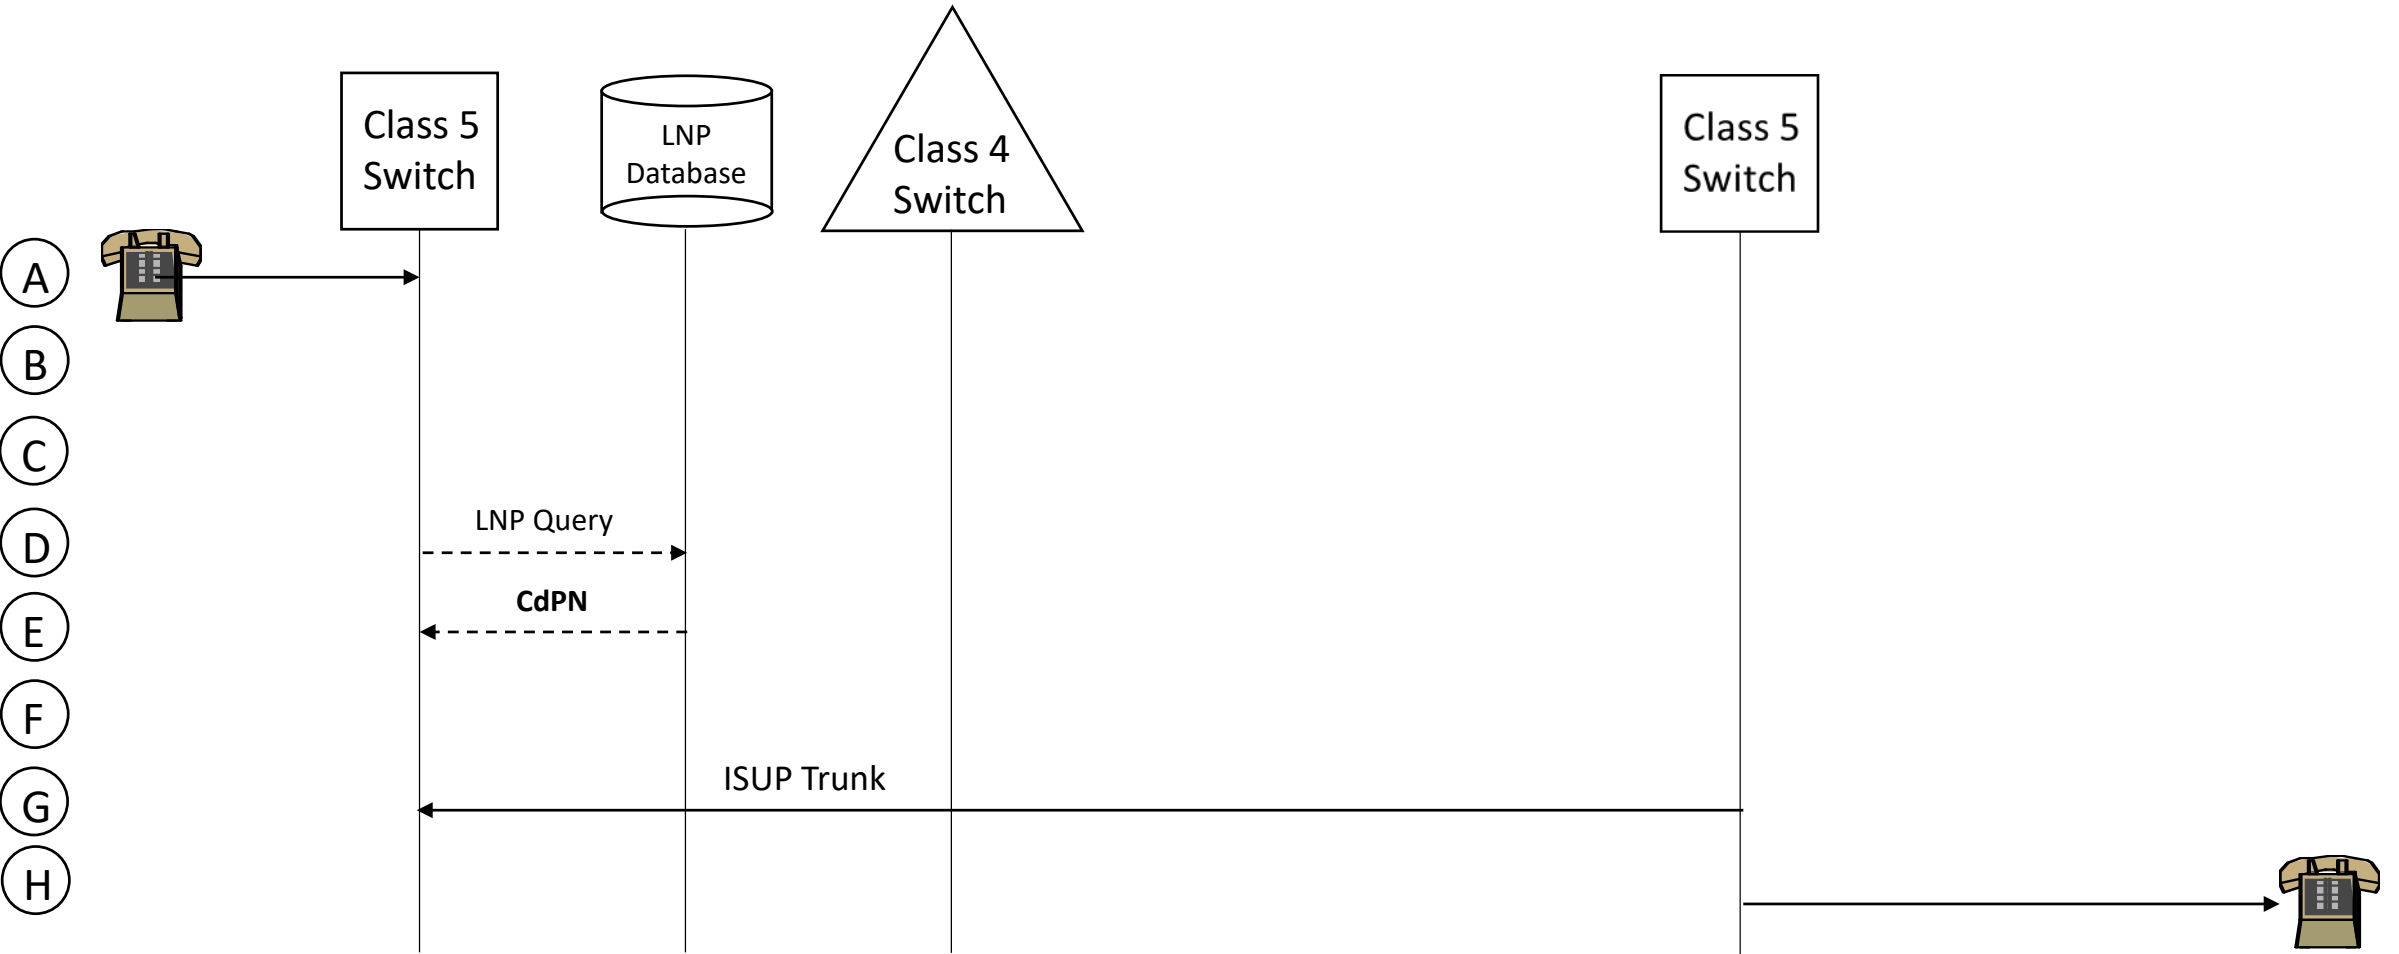 Class 5
Switch
LNP
Database
Class 4
Switch
Class 5
Switch
A
B
C
D
LNP Query
E
CdPN
F
G
ISUP Trunk
H